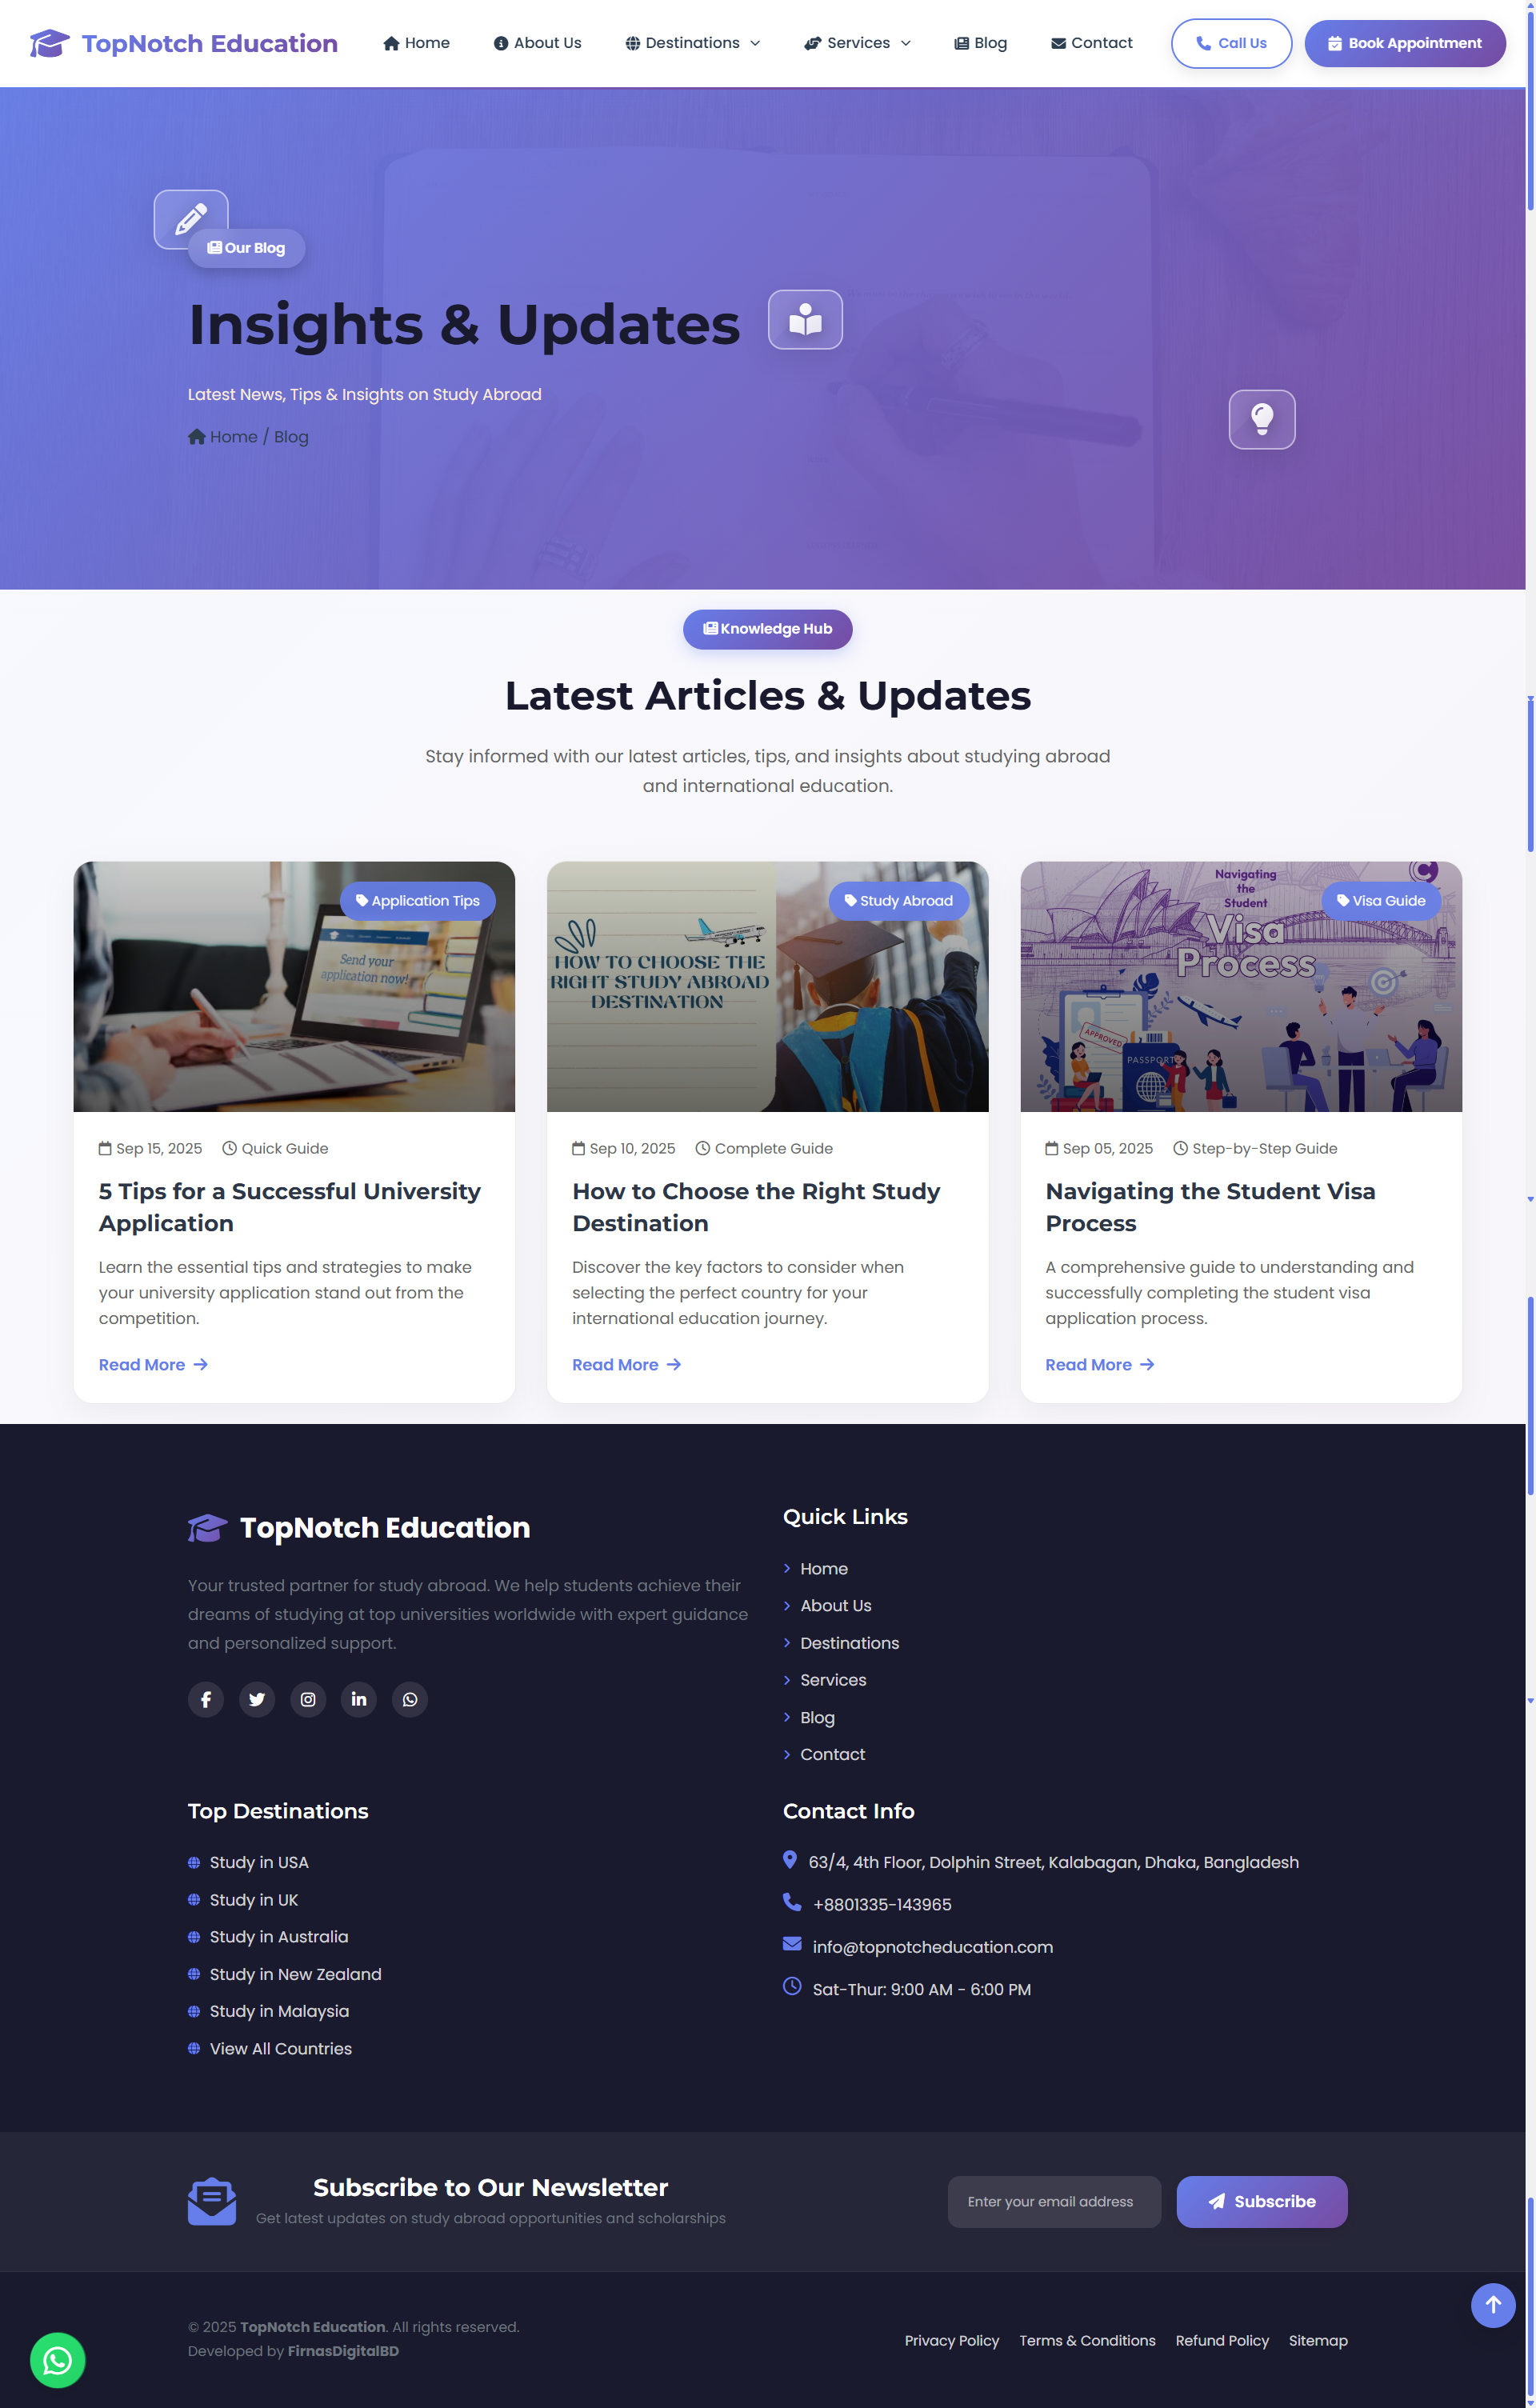 TopNotch Education
Home
About Us
Destinations
Services
Blog
Contact
Call Us
Book Appointment
Our Blog
Insights & Updates
Latest News, Tips & Insights on Study Abroad
Home / Blog
Knowledge Hub
Latest Articles & Updates
Stay informed with our latest articles, tips, and insights about studying abroad
and international education.
Application Tips
Send your
application now!
Sep 15, 2025
Quick Guide
5 Tips for a Successful University
Application
Learn the essential tips and strategies to make
your university application stand out from the
competition.
Read More
Study Abroad
HOW TO CHOOSE THE
RIGHT STUDY ABROAD
DESTINATION
Sep 10, 2025
Complete Guide
How to Choose the Right Study
Destination
Discover the key factors to consider when
selecting the perfect country for your
international education journey.
Read More
Visa Guide
Navigating
the
Student
Visa
Process
APPROVED
PASSPORT
Sep 05, 2025
Step-by-Step Guide
Navigating the Student Visa
Process
A comprehensive guide to understanding and
successfully completing the student visa
application process.
Read More
TopNotch Education
Your trusted partner for study abroad. We help students achieve their
dreams of studying at top universities worldwide with expert guidance
and personalized support.
Quick Links
Home
About Us
Destinations
Services
Blog
Contact
Top Destinations
Study in USA
Study in UK
Study in Australia
Study in New Zealand
Study in Malaysia
View All Countries
Contact Info
63/4, 4th Floor, Dolphin Street, Kalabagan, Dhaka, Bangladesh
+8801335-143965
info@topnotcheducation.com
Sat-Thur: 9:00 AM - 6:00 PM
Subscribe to Our Newsletter
Get latest updates on study abroad opportunities and scholarships
Enter your email address
Subscribe
© 2025 TopNotch Education. All rights reserved.
Developed by FirnasDigitalBD
Privacy Policy
Terms & Conditions
Refund Policy
Sitemap